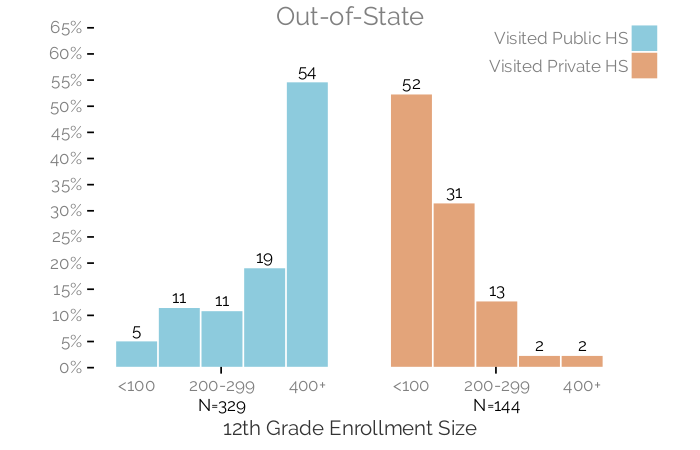 Out-of-State
Visited Public HS
Visited Private HS
65%
60%
55%
50%
45%
40%
35%
30%
25%
20%
15%
10%
5%
0%
5 11 11 19 54
52 31 13 2 2
<100 200-299 400+ <100 200-299 400+
N=329 N=144
12th Grade Enrollment Size